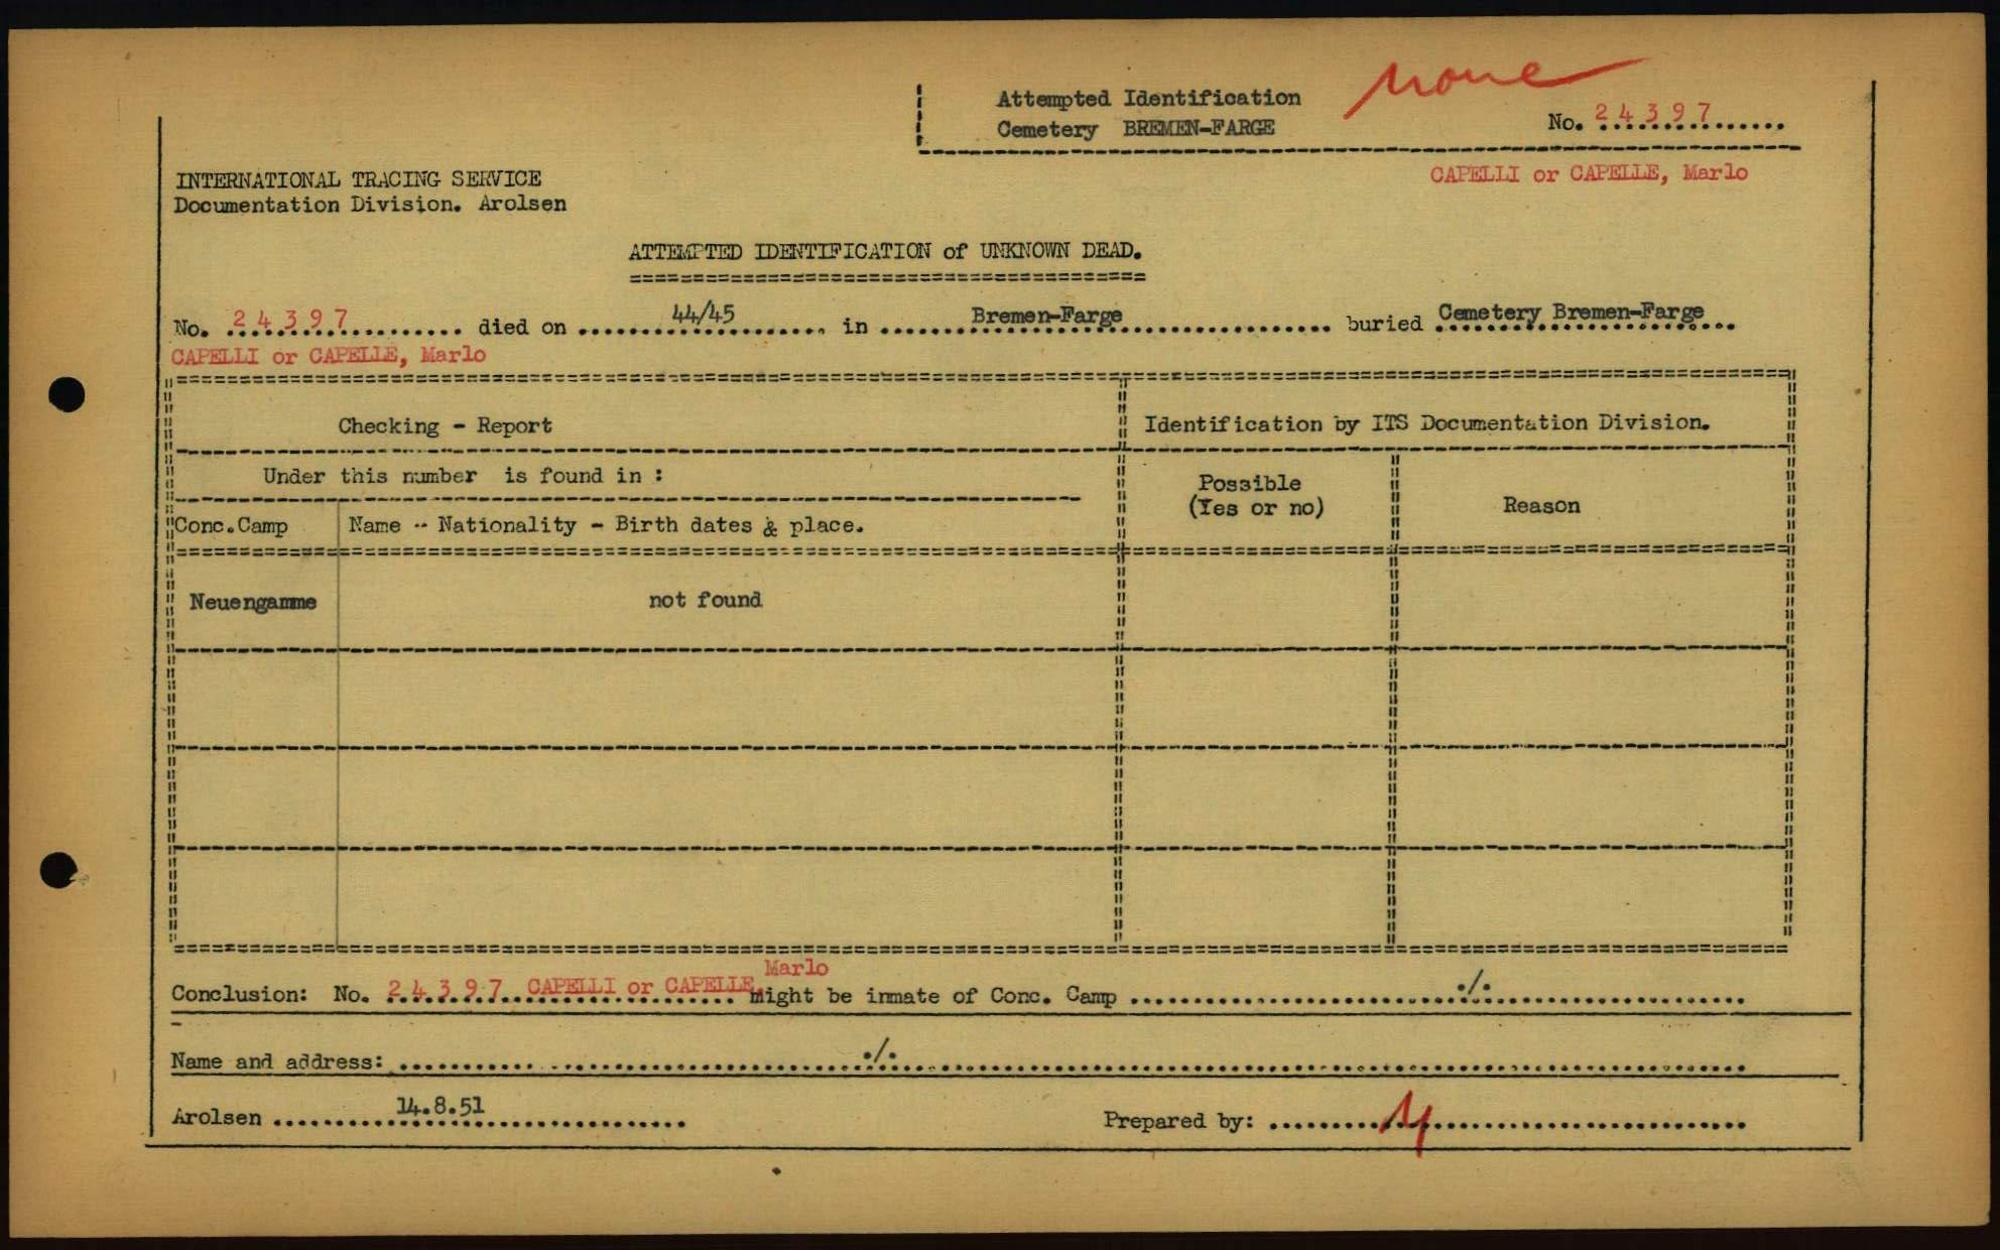 none
Attempted Identification
Cemetery BREMEN-FARGE
No. 24397
CAPELLI or CAPELLE, Marlo
INTERNATIONAL TRACING SERVICE
Documentation Division. Arolsen
ATTEMPTED IDENTIFICATION of UNKNOWN DEAD.
No. 24397 died on 44/45 in Bremen-Farge buried Cemetery Bremen-Farge
CAPELLI or CAPELLE, Marlo
Checking - Report
Identification by ITS Documentation Division.
Under this number is found in :
Possible
(Yes or no)
Reason
Conc.Camp
Name - Nationality - Birth dates & place.
Neuengamme
not found
Marlo
Conclusion: No. 24397 CAPELLI or CAPELLE, might be inmate of Conc. Camp ./.
Name and address: ./.
Arolsen 14.8.51
Prepared by: